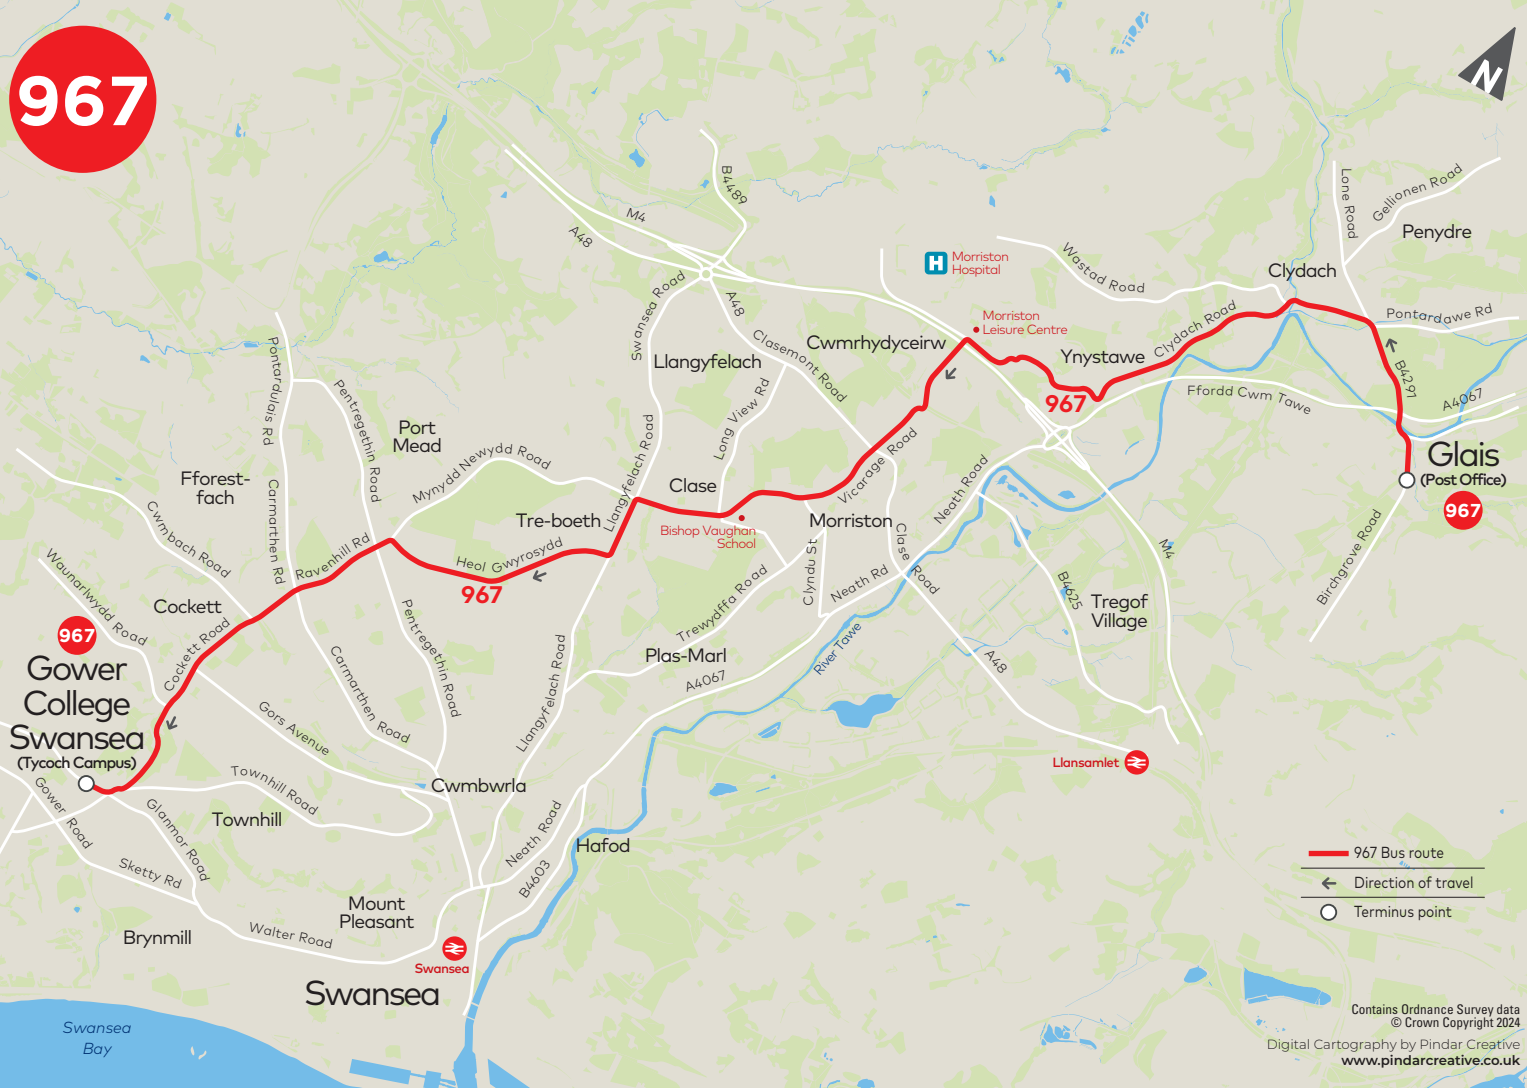 967
N
M4
A48
B4489
Swansea Road
A48
Clasemont Road
Morriston
Hospital
Morriston
Leisure Centre
Wastad Road
Clydach
Lone Road
Gellionen Road
Penydre
Pontardawe Rd
Clydach Road
Ynystawe
967
Cwmrhydyceirw
Llangyfelach
Long View Rd
Ffordd Cwm Tawe
B4291
A4067
Glais
(Post Office)
967
Birchgrove Road
Pontardulais Rd
Pentregethin Road
Port
Mead
Mynydd Newydd Road
Llangyfelach Road
Clase
Vicarage Road
Neath Road
Fforest-
fach
Carmarthen Rd
Cwmbach Road
Tre-boeth
Bishop Vaughan
School
Morriston
Clase Road
M4
Ravenhill Rd
Heol Gwyrosydd
967
Clyndu St
Neath Rd
B4625
Tregof
Village
Waunarlwydd Road
Cockett
Cockett Road
Trewyddfa Road
Plas-Marl
A4067
River Tawe
A48
967
Gower
College
Swansea
(Tycoch Campus)
Pentregethin Road
Carmarthen Road
Gors Avenue
Llangyfelach Road
Llansamlet
Townhill Road
Cwmbwrla
Gower Road
Glanmor Road
Townhill
Neath Road
B4603
Hafod
Sketty Rd
Mount
Pleasant
Brynmill
Walter Road
Swansea
Swansea
967 Bus route
Direction of travel
Terminus point
Swansea
Bay
Contains Ordnance Survey data
© Crown Copyright 2024
Digital Cartography by Pindar Creative
www.pindarcreative.co.uk